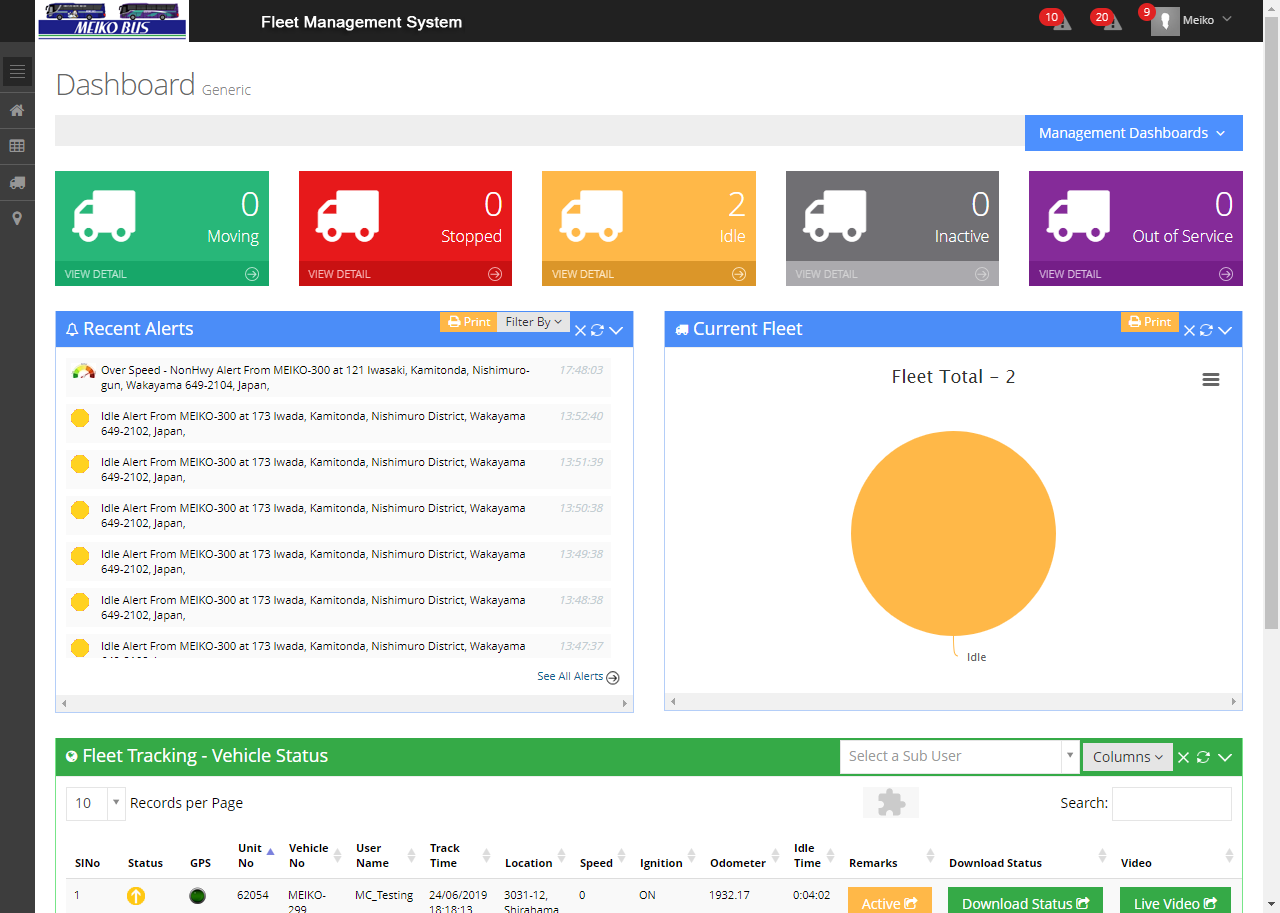 MEIKO BUS
Fleet Management System
10
20
9
Meiko
Dashboard Generic
Management Dashboards
0
Moving
VIEW DETAIL
0
Stopped
VIEW DETAIL
2
Idle
VIEW DETAIL
0
Inactive
VIEW DETAIL
0
Out of Service
VIEW DETAIL
Recent Alerts
Print
Filter By
Over Speed - NonHwy Alert From MEIKO-300 at 121 Iwasaki, Kamitonda, Nishimuro-
gun, Wakayama 649-2104, Japan,
17:48:03
Idle Alert From MEIKO-300 at 173 Iwada, Kamitonda, Nishimuro District, Wakayama
649-2102, Japan,
13:52:40
Idle Alert From MEIKO-300 at 173 Iwada, Kamitonda, Nishimuro District, Wakayama
649-2102, Japan,
13:51:39
Idle Alert From MEIKO-300 at 173 Iwada, Kamitonda, Nishimuro District, Wakayama
649-2102, Japan,
13:50:38
Idle Alert From MEIKO-300 at 173 Iwada, Kamitonda, Nishimuro District, Wakayama
649-2102, Japan,
13:49:38
Idle Alert From MEIKO-300 at 173 Iwada, Kamitonda, Nishimuro District, Wakayama
649-2102, Japan,
13:48:38
Idle Alert From MEIKO-300 at 173 Iwada, Kamitonda, Nishimuro District, Wakayama
13:47:37
See All Alerts
Current Fleet
Print
Fleet Total - 2
Idle
Fleet Tracking - Vehicle Status
Select a Sub User
Columns
10 Records per Page
Search:
SlNo
Status
GPS
Unit
No
Vehicle
No
User
Name
Track
Time
Location
Speed
Ignition
Odometer
Idle
Time
Remarks
Download Status
Video
1
62054
MEIKO-
299
MC_Testing
24/06/2019
18:18:13
3031-12,
Shirahama
0
ON
1932.17
0:04:02
Active
Download Status
Live Video